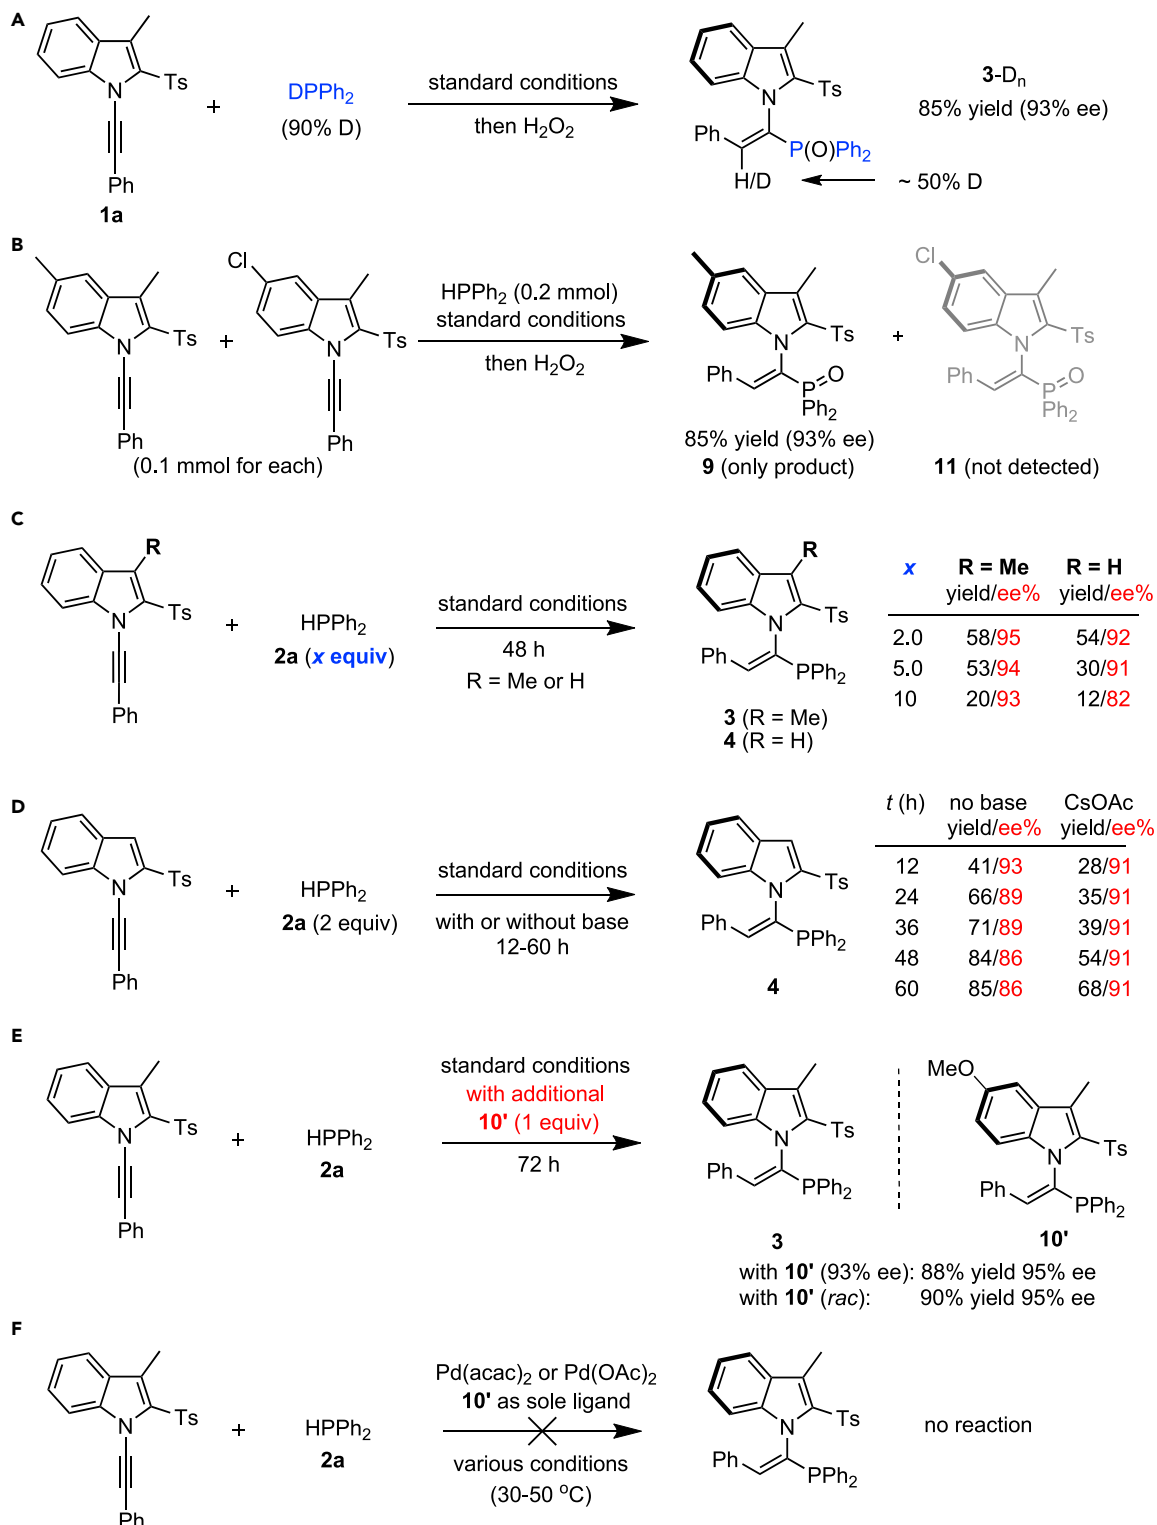 A
Ts
N
Ph
1a
+
DPPh2
(90% D)
standard conditions
then H2O2
Ts
N
Ph
P(O)Ph2
H/D
3-Dn
85% yield (93% ee)
~ 50% D
B
Ts
N
Ph
+
Cl
Ts
N
Ph
(0.1 mmol for each)
HPPh2 (0.2 mmol)
standard conditions
then H2O2
Ts
N
Ph
P=O
Ph2
85% yield (93% ee)
9 (only product)
+
Cl
Ts
N
Ph
P=O
Ph2
11 (not detected)
C
R
Ts
N
Ph
+
HPPh2
2a (x equiv)
standard conditions
48 h
R = Me or H
R
Ts
N
Ph
PPh2
3 (R = Me)
4 (R = H)
x R = Me R = H
yield/ee% yield/ee%
2.0 58/95 54/92
5.0 53/94 30/91
10 20/93 12/82
D
Ts
N
Ph
+
HPPh2
2a (2 equiv)
standard conditions
with or without base
12-60 h
Ts
N
Ph
PPh2
4
t (h) no base CsOAc
yield/ee% yield/ee%
12 41/93 28/91
24 66/89 35/91
36 71/89 39/91
48 84/86 54/91
60 85/86 68/91
E
Ts
N
Ph
+
HPPh2
2a
standard conditions
with additional
10' (1 equiv)
72 h
Ts
N
Ph
PPh2
3
MeO
Ts
N
Ph
PPh2
10'
with 10' (93% ee): 88% yield 95% ee
with 10' (rac): 90% yield 95% ee
F
Ts
N
Ph
+
HPPh2
2a
Pd(acac)2 or Pd(OAc)2
10' as sole ligand
various conditions
(30-50 °C)
Ts
N
Ph
PPh2
no reaction